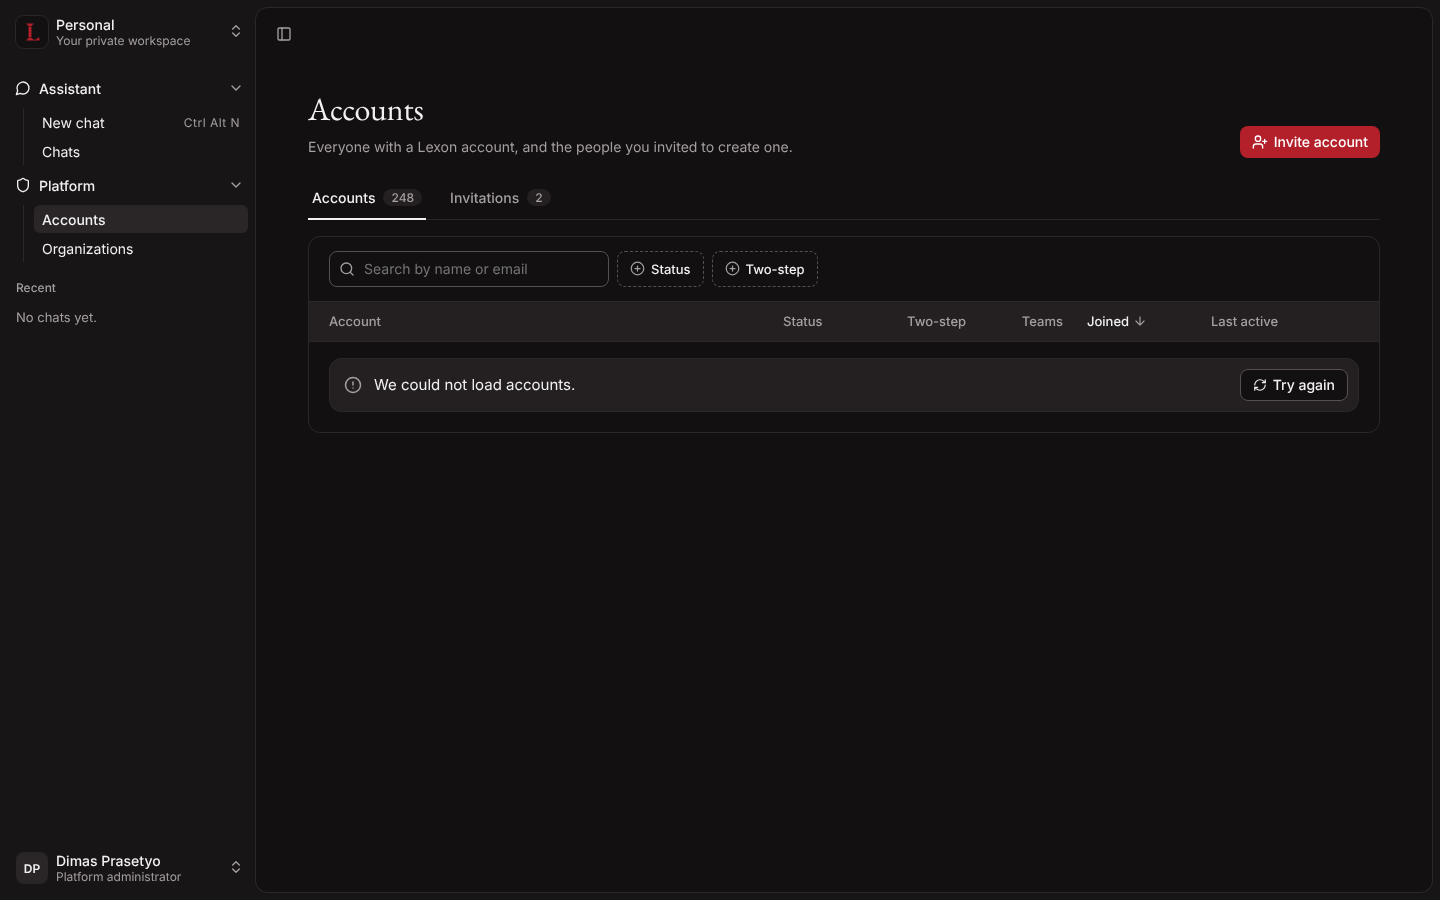 L
Personal
Your private workspace
Assistant
New chat Ctrl Alt N
Chats
Platform
Accounts
Organizations
Recent
No chats yet.
Dimas Prasetyo
DP
Platform administrator
Accounts
Everyone with a Lexon account, and the people you invited to create one.
Invite account
Accounts 248 Invitations 2
Search by name or email Status Two-step
Account Status Two-step Teams Joined Last active
We could not load accounts. Try again